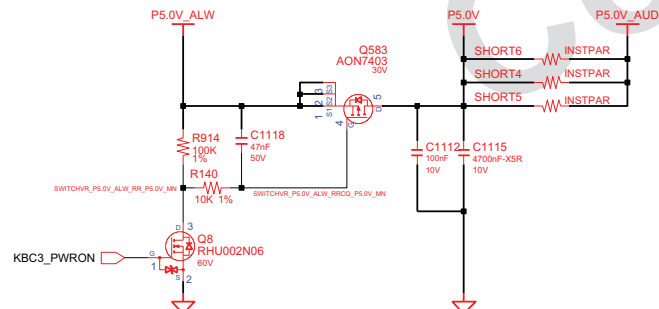 P5.0V_ALW
P5.0V
P5.0V_AUD
Q583
AON7403
30V
SHORT6
INSTPAR
SHORT4
INSTPAR
SHORT5
INSTPAR
3
S3
2
S2
1
S1
D
5
4
G
R914
100K
1%
C1118
47nF
50V
C1112
100nF
10V
C1115
4700nF-X5R
10V
R140
10K 1%
SWITCHVR_P5.0V_ALW_RR_P5.0V_MN
SWITCHVR_P5.0V_ALW_RRCQ_P5.0V_MN
D
3
Q8
RHU002N06
60V
KBC3_PWRON
G
1
S
2